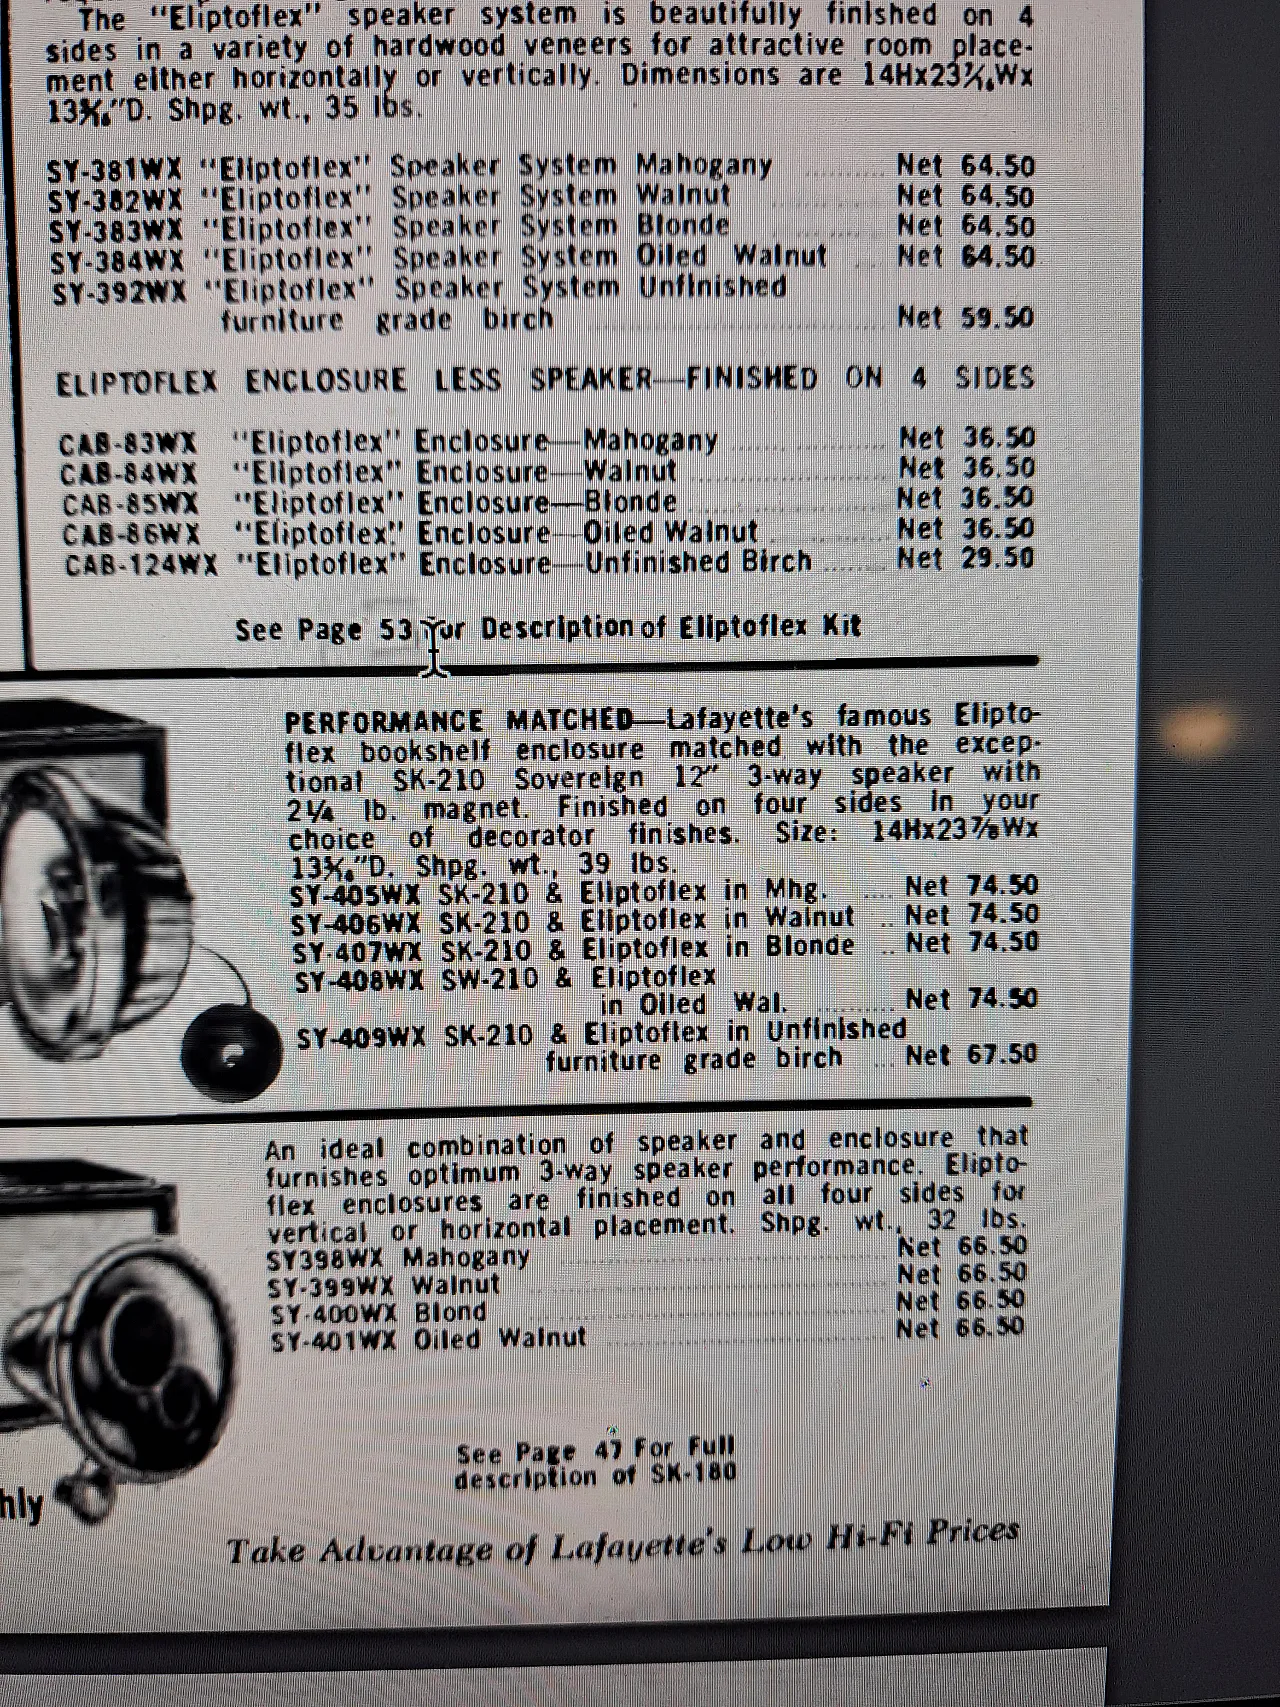 The "Eliptoflex" speaker system is beautifully finished on 4
sides in a variety of hardwood veneers for attractive room place-
ment either horizontally or vertically. Dimensions are 14Hx23⅞Wx
"D. Shpg. wt., 35 lbs.
SY-381WX "Eliptoflex" Speaker System Mahogany Net 64.50
SY-382WX "Eliptoflex" Speaker System Walnut Net 64.50
SY-383WX "Eliptoflex" Speaker System Blonde Net 64.50
SY-384WX "Eliptoflex" Speaker System Oiled Walnut Net 64.50
SY-392WX "Eliptoflex" Speaker System Unfinished
furniture grade birch Net 59.50
ELIPTOFLEX ENCLOSURE LESS SPEAKER—FINISHED ON 4 SIDES
CAB-83WX "Eliptoflex" Enclosure—Mahogany Net 36.50
CAB-84WX "Eliptoflex" Enclosure—Walnut Net 36.50
CAB-85WX "Eliptoflex" Enclosure—Blonde Net 36.50
CAB-86WX "Eliptoflex" Enclosure—Oiled Walnut Net 36.50
CAB-124WX "Eliptoflex" Enclosure—Unfinished Birch Net 29.50
See Page 53 For Description of Eliptoflex Kit
PERFORMANCE MATCHED—Lafayette's famous Elipto-
flex bookshelf enclosure matched with the excep-
tional SK-210 Sovereign 12" 3-way speaker with
2¼ lb. magnet. Finished on four sides in your
choice of decorator finishes. Size: 14Hx23⅞Wx
"D. Shpg. wt., 39 lbs.
SY-405WX SK-210 & Eliptoflex in Mhg. Net 74.50
SY-406WX SK-210 & Eliptoflex in Walnut Net 74.50
SY-407WX SK-210 & Eliptoflex in Blonde Net 74.50
SY-408WX SW-210 & Eliptoflex
in Oiled Wal. Net 74.50
SY-409WX SK-210 & Eliptoflex in Unfinished
furniture grade birch Net 67.50
An ideal combination of speaker and enclosure that
furnishes optimum 3-way speaker performance. Elipto-
flex enclosures are finished on all four sides for
vertical or horizontal placement. Shpg. wt., 32 lbs.
SY398WX Mahogany Net 66.50
SY-399WX Walnut Net 66.50
SY-400WX Blond Net 66.50
SY-401WX Oiled Walnut Net 66.50
See Page 47 For Full
description of SK-180
hly
Take Advantage of Lafayette's Low Hi-Fi Prices